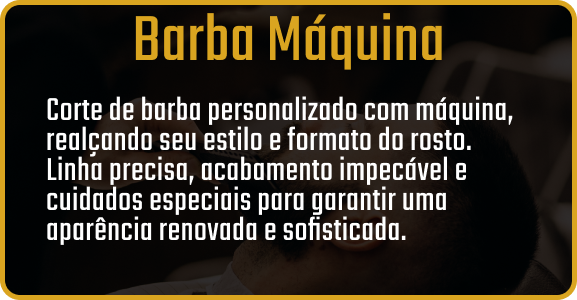 Barba Máquina
Corte de barba personalizado com máquina,
realçando seu estilo e formato do rosto.
Linha precisa, acabamento impecável e
cuidados especiais para garantir uma
aparência renovada e sofisticada.